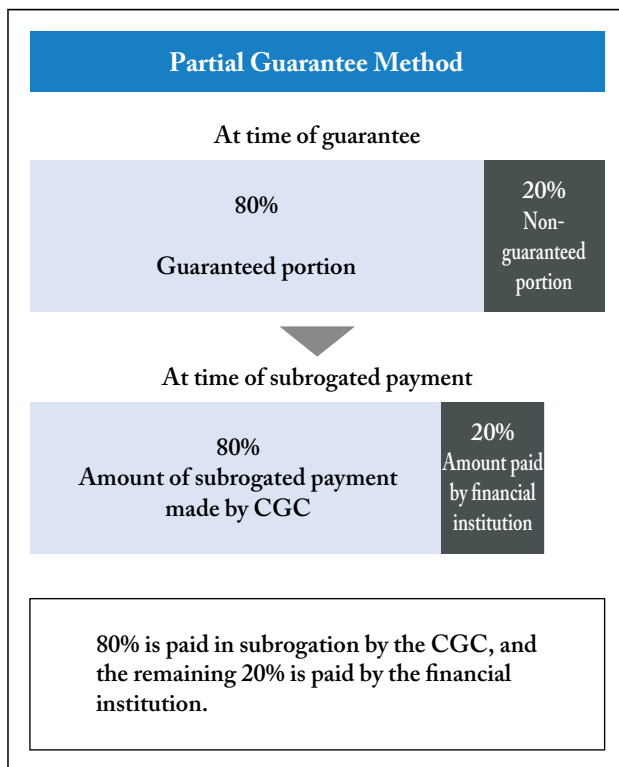 Partial Guarantee Method
At time of guarantee
80%
Guaranteed portion
20%
Non-
guaranteed
portion
At time of subrogated payment
80%
Amount of subrogated payment
made by CGC
20%
Amount paid
by financial
institution
80% is paid in subrogation by the CGC, and
the remaining 20% is paid by the financial
institution.